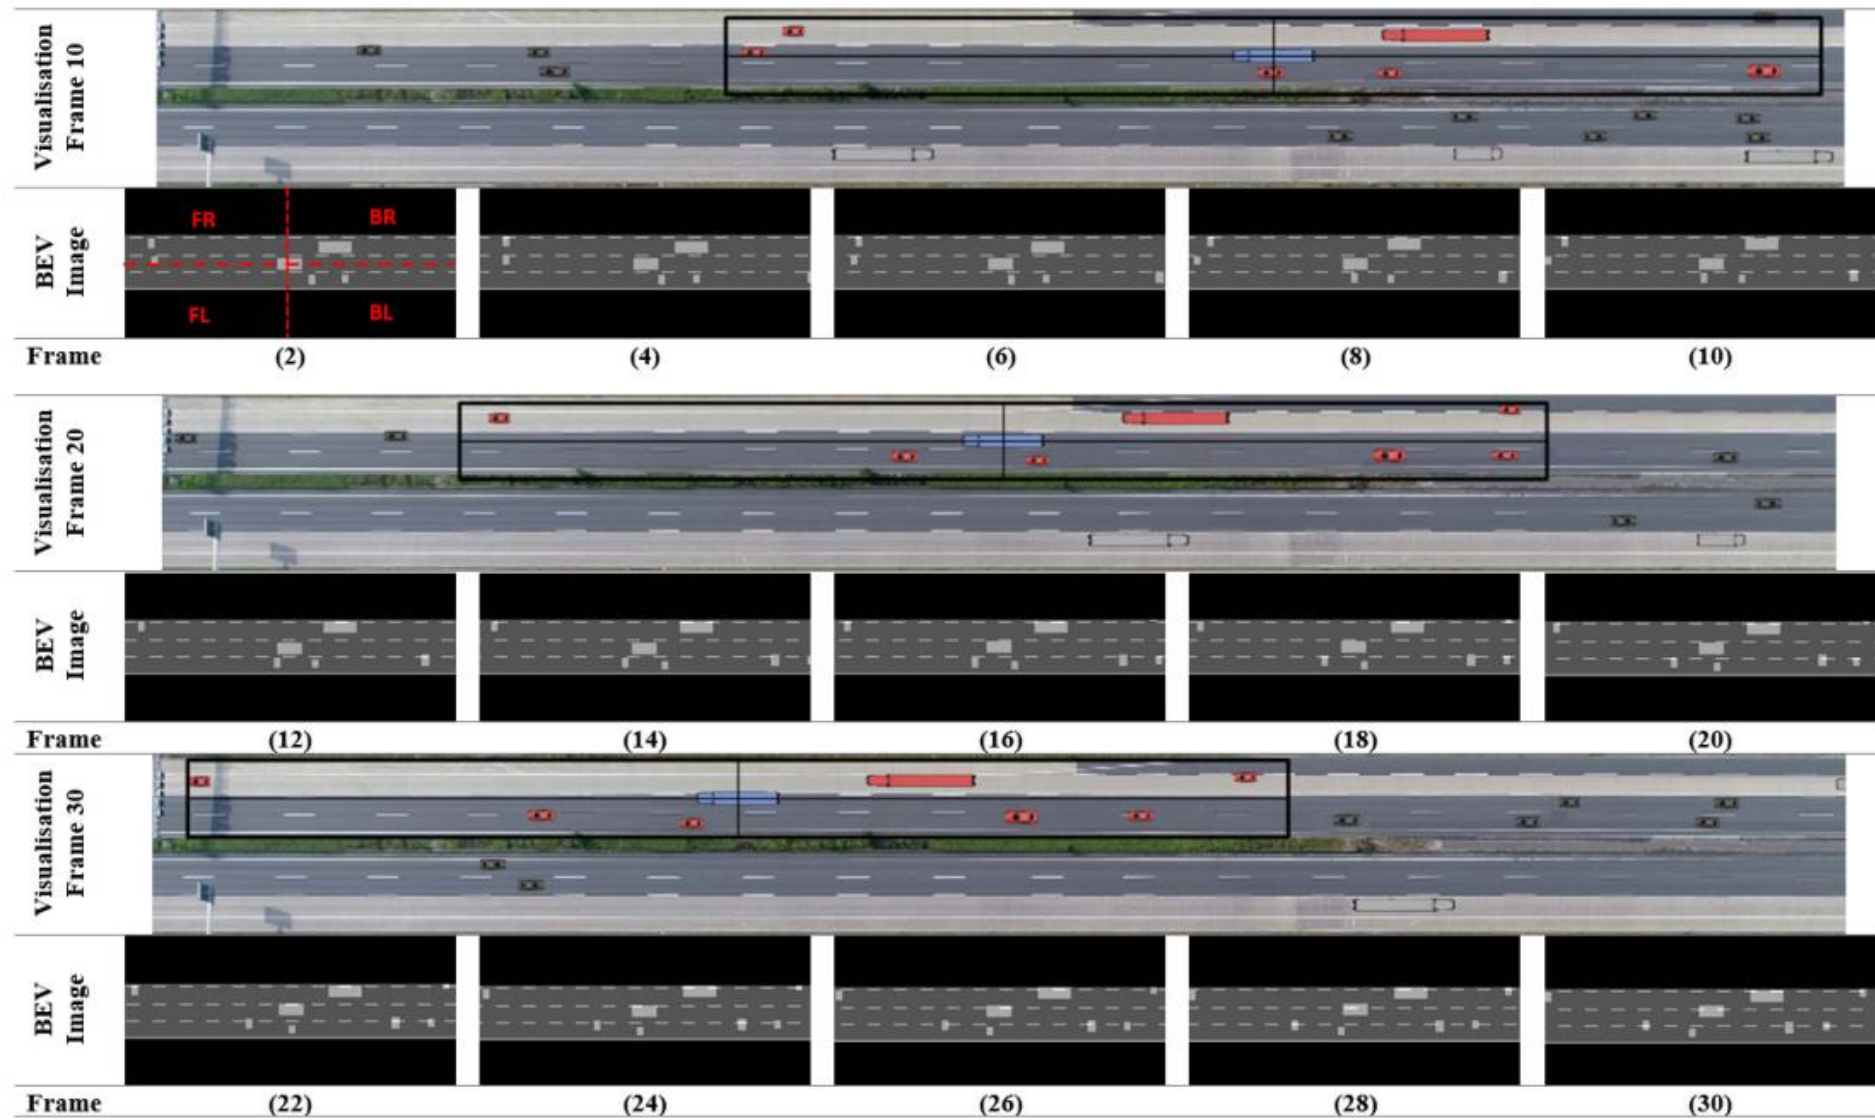 Visualisation
Frame 10
BEV
Image
FR
BR
FL
BL
Frame (2) (4) (6) (8) (10)
Visualisation
Frame 20
BEV
Image
Frame (12) (14) (16) (18) (20)
Visualisation
Frame 30
BEV
Image
Frame (22) (24) (26) (28) (30)